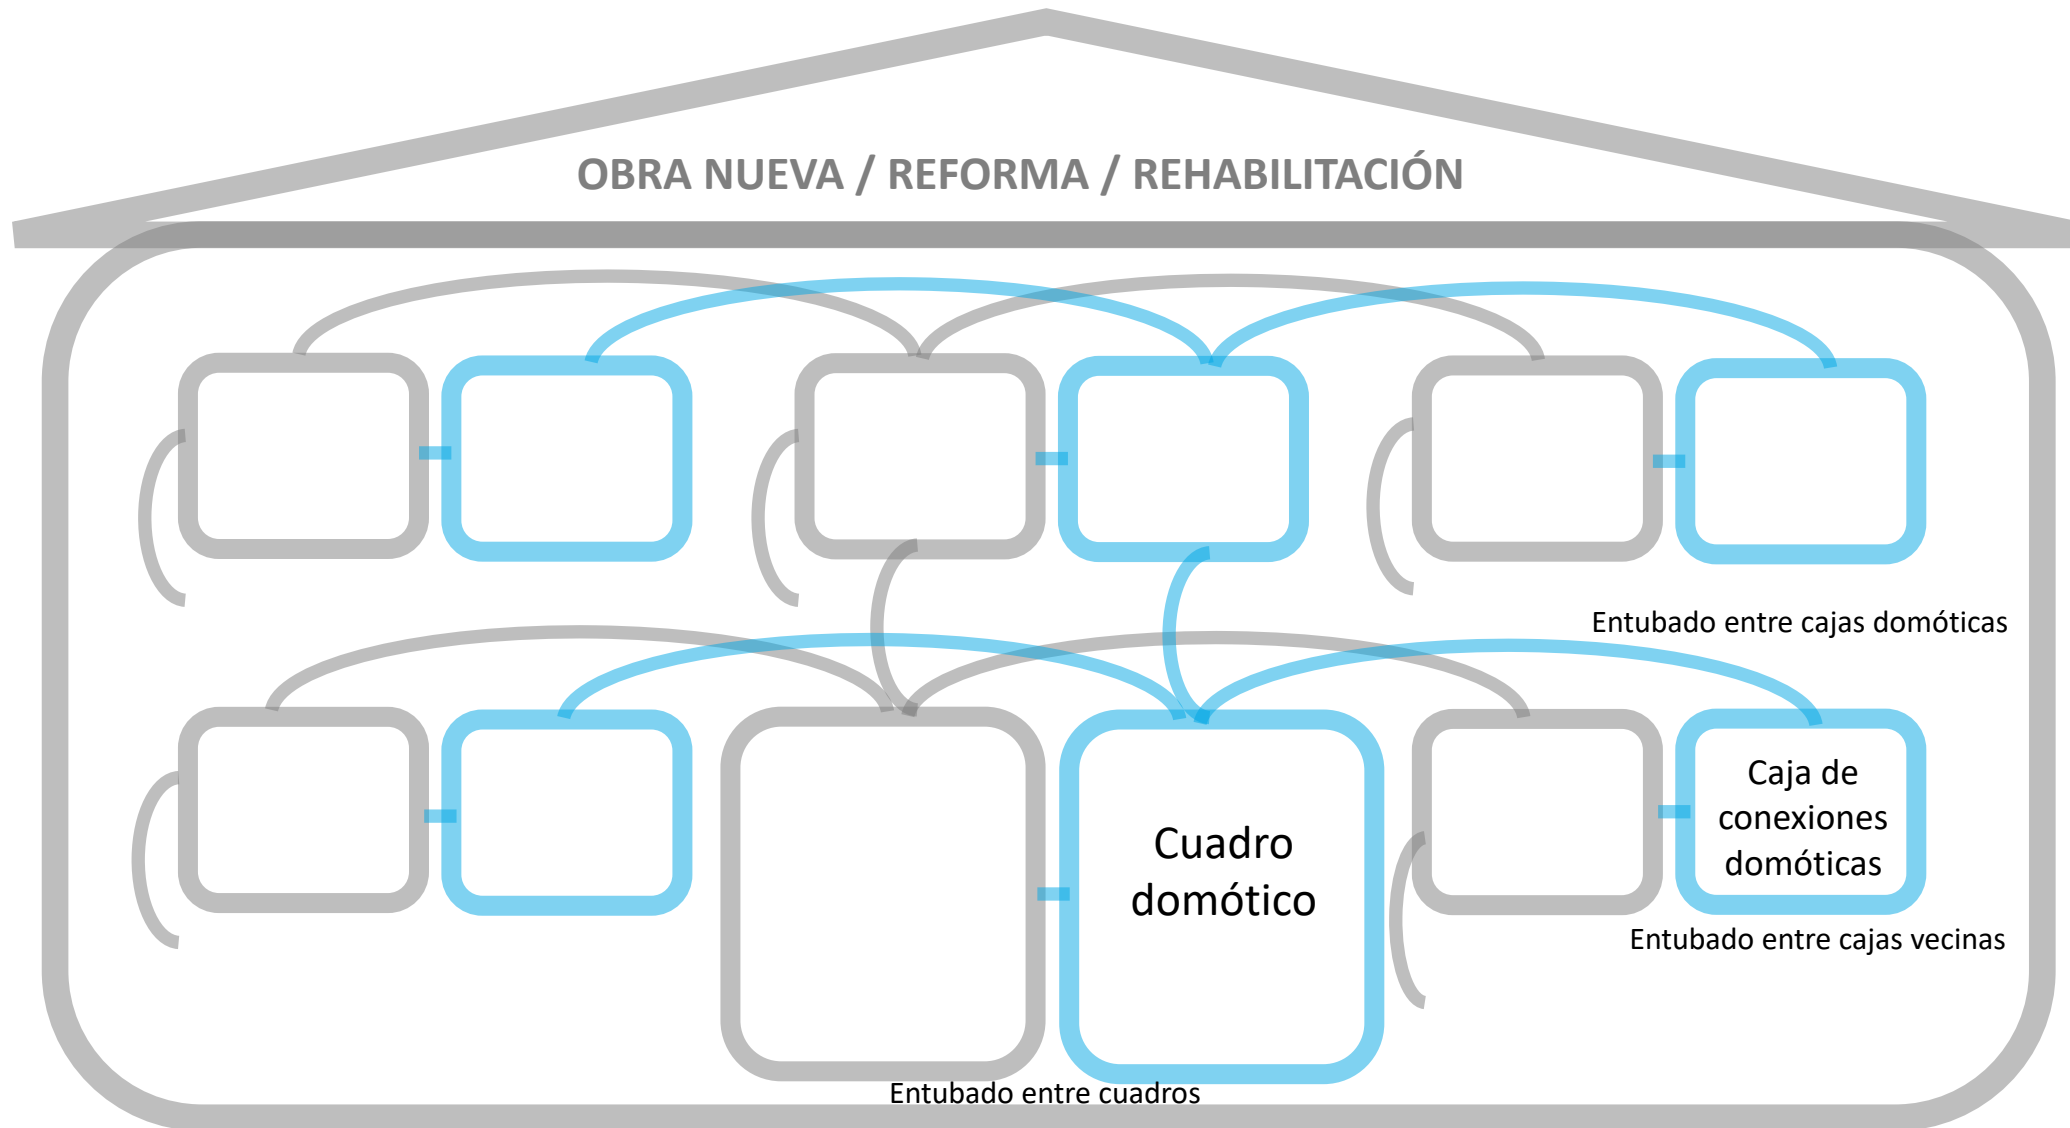 OBRA NUEVA / REFORMA / REHABILITACIÓN
Entubado entre cajas domóticas
Caja de
conexiones
domóticas
Cuadro
domótico
Entubado entre cajas vecinas
Entubado entre cuadros